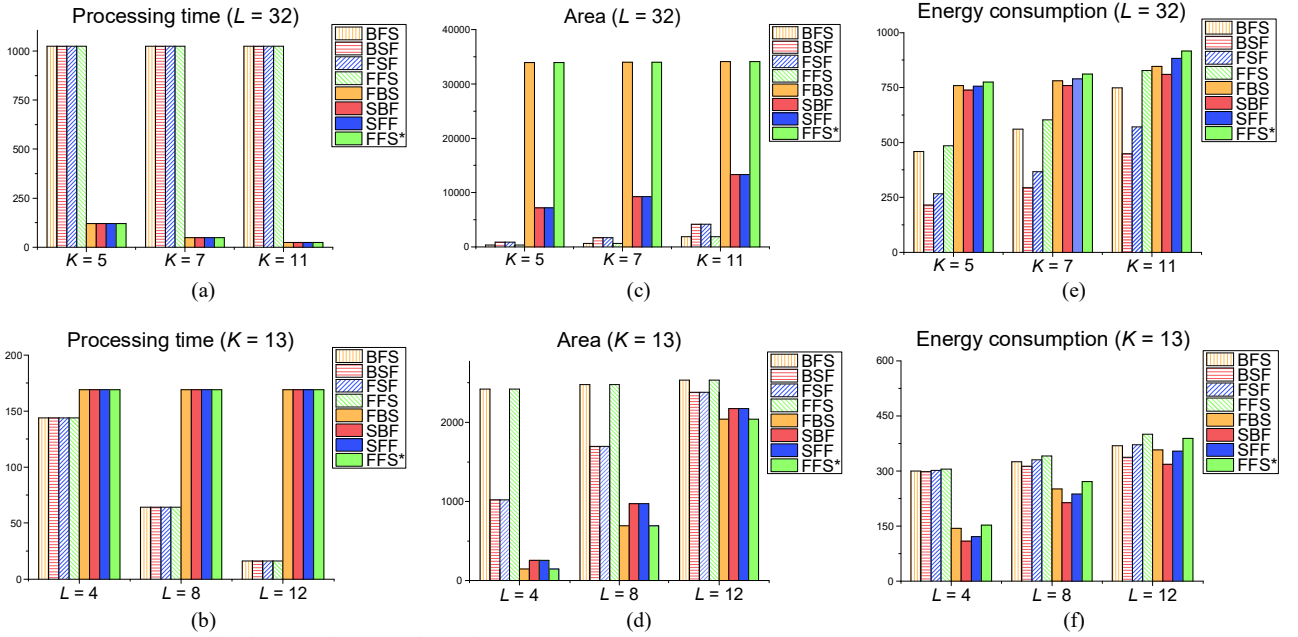 Processing time (L = 32)
1000
750
500
250
0
K = 5
K = 7
K = 11
BFS
BSF
FSF
FFS
FBS
SBF
SFF
FFS*
(a)
Area (L = 32)
40000
30000
20000
10000
0
K = 5
K = 7
K = 11
BFS
BSF
FSF
FFS
FBS
SBF
SFF
FFS*
(c)
Energy consumption (L = 32)
1000
750
500
250
0
K = 5
K = 7
K = 11
BFS
BSF
FSF
FFS
FBS
SBF
SFF
FFS*
(e)
Processing time (K = 13)
200
150
100
50
0
L = 4
L = 8
L = 12
BFS
BSF
FSF
FFS
FBS
SBF
SFF
FFS*
(b)
Area (K = 13)
2000
1000
0
L = 4
L = 8
L = 12
BFS
BSF
FSF
FFS
FBS
SBF
SFF
FFS*
(d)
Energy consumption (K = 13)
600
450
300
150
0
L = 4
L = 8
L = 12
BFS
BSF
FSF
FFS
FBS
SBF
SFF
FFS*
(f)